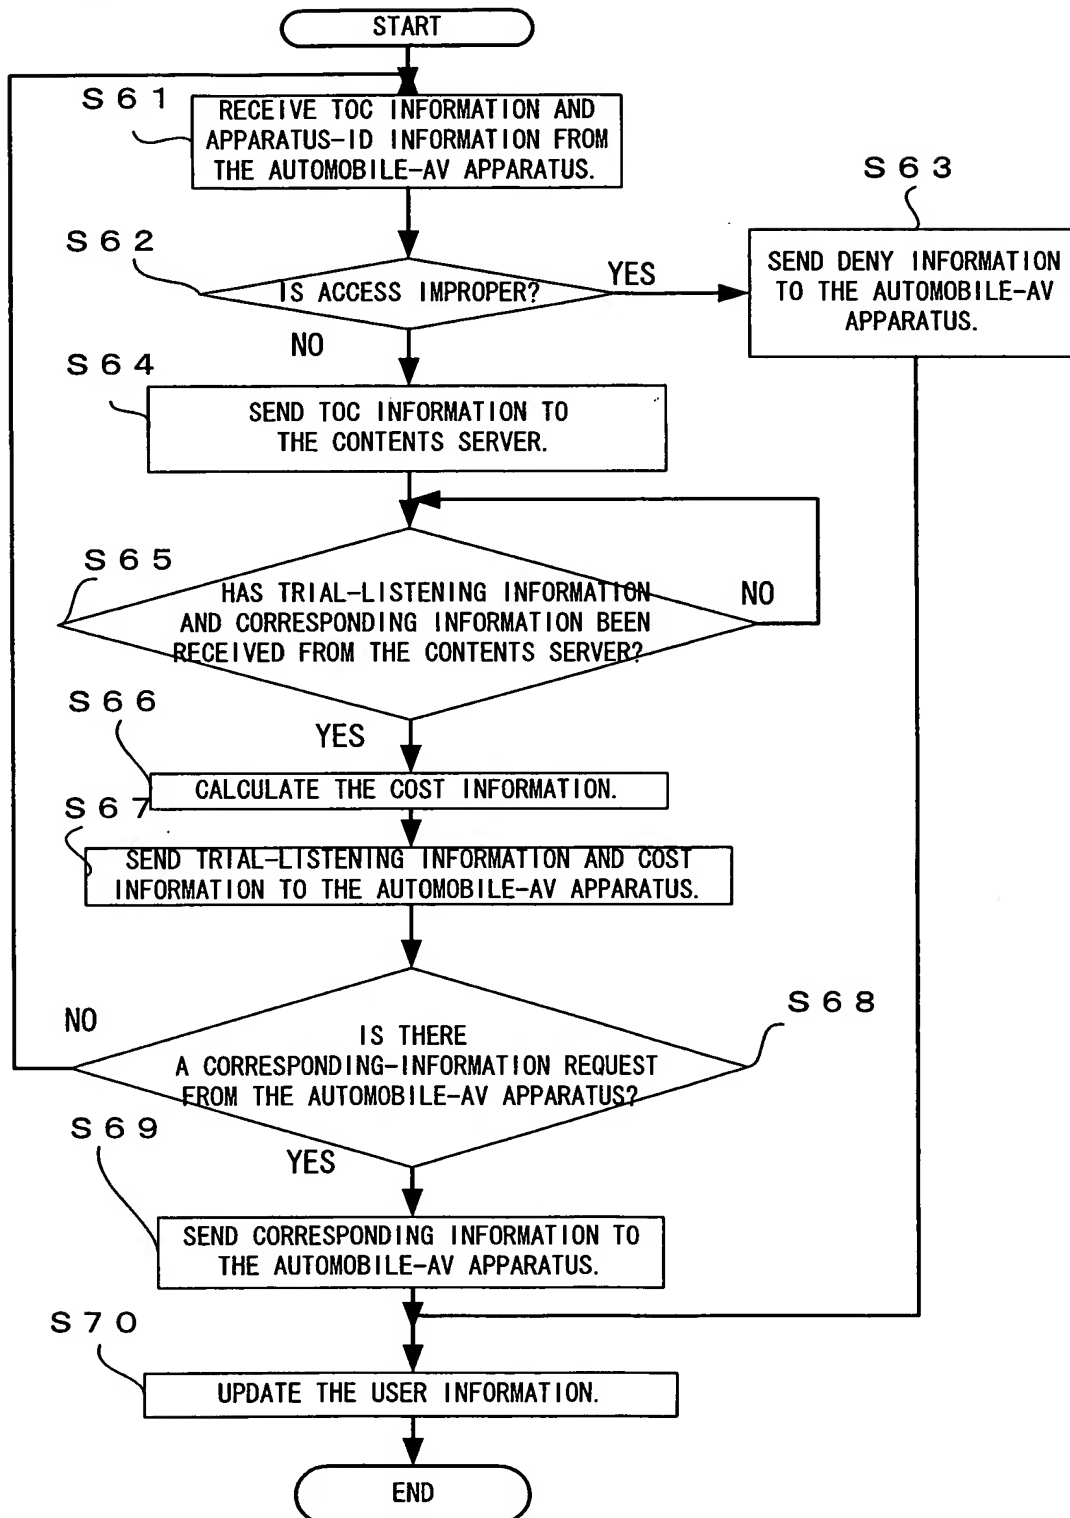 START
S61
RECEIVE TOC INFORMATION AND
APPARATUS-ID INFORMATION FROM
THE AUTOMOBILE-AV APPARATUS.
S62
IS ACCESS IMPROPER?
YES
NO
S63
SEND DENY INFORMATION
TO THE AUTOMOBILE-AV
APPARATUS.
S64
SEND TOC INFORMATION TO
THE CONTENTS SERVER.
S65
HAS TRIAL-LISTENING INFORMATION
AND CORRESPONDING INFORMATION BEEN
RECEIVED FROM THE CONTENTS SERVER?
NO
YES
S66
CALCULATE THE COST INFORMATION.
S67
SEND TRIAL-LISTENING INFORMATION AND COST
INFORMATION TO THE AUTOMOBILE-AV APPARATUS.
S68
NO
IS THERE
A CORRESPONDING-INFORMATION REQUEST
FROM THE AUTOMOBILE-AV APPARATUS?
YES
S69
SEND CORRESPONDING INFORMATION TO
THE AUTOMOBILE-AV APPARATUS.
S70
UPDATE THE USER INFORMATION.
END